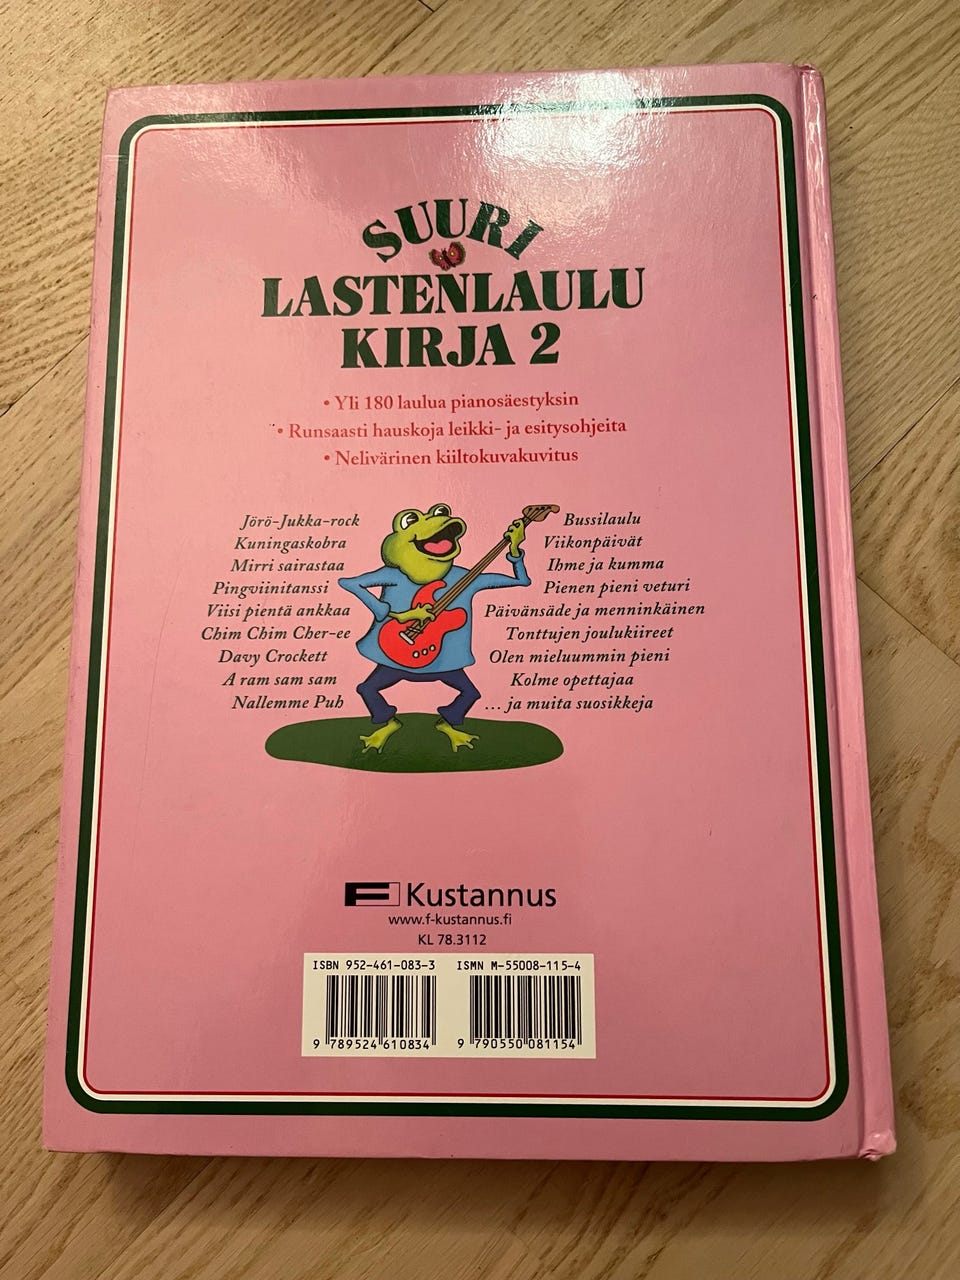 SUURI
LASTENLAULU
KIRJA 2
• Yli 180 laulua pianosäestyksin
• Runsaasti hauskoja leikki- ja esitysohjeita
• Nelivärinen kiiltokuvakuvitus
Jörö-Jukka-rock
Kuningaskobra
Mirri sairastaa
Pingviinitanssi
Viisi pientä ankkaa
Chim Chim Cher-ee
Davy Crockett
A ram sam sam
Nallemme Puh
Bussilaulu
Viikonpäivät
Ihme ja kumma
Pienen pieni veturi
Päivänsäde ja menninkäinen
Tonttujen joulukiireet
Olen mieluummin pieni
Kolme opettajaa
... ja muita suosikkeja
F Kustannus
www.f-kustannus.fi
KL 78.3112
ISBN 952-461-083-3
9 789524 610834
ISMN M-55008-115-4
9 790550 081154